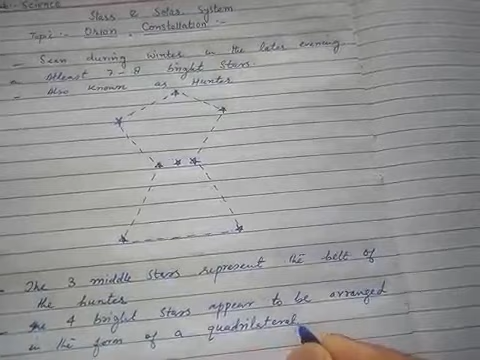 Science
Stars & Solar System
Topic :- Orion Constellation :-
- Seen during winter in the later evening
- Atleast 7-8 bright Stars.
- Also known as Hunter
- The 3 middle stars represent the belt of
the hunter
- The 4 bright stars appear to be arranged
in the form of a quadrilateral